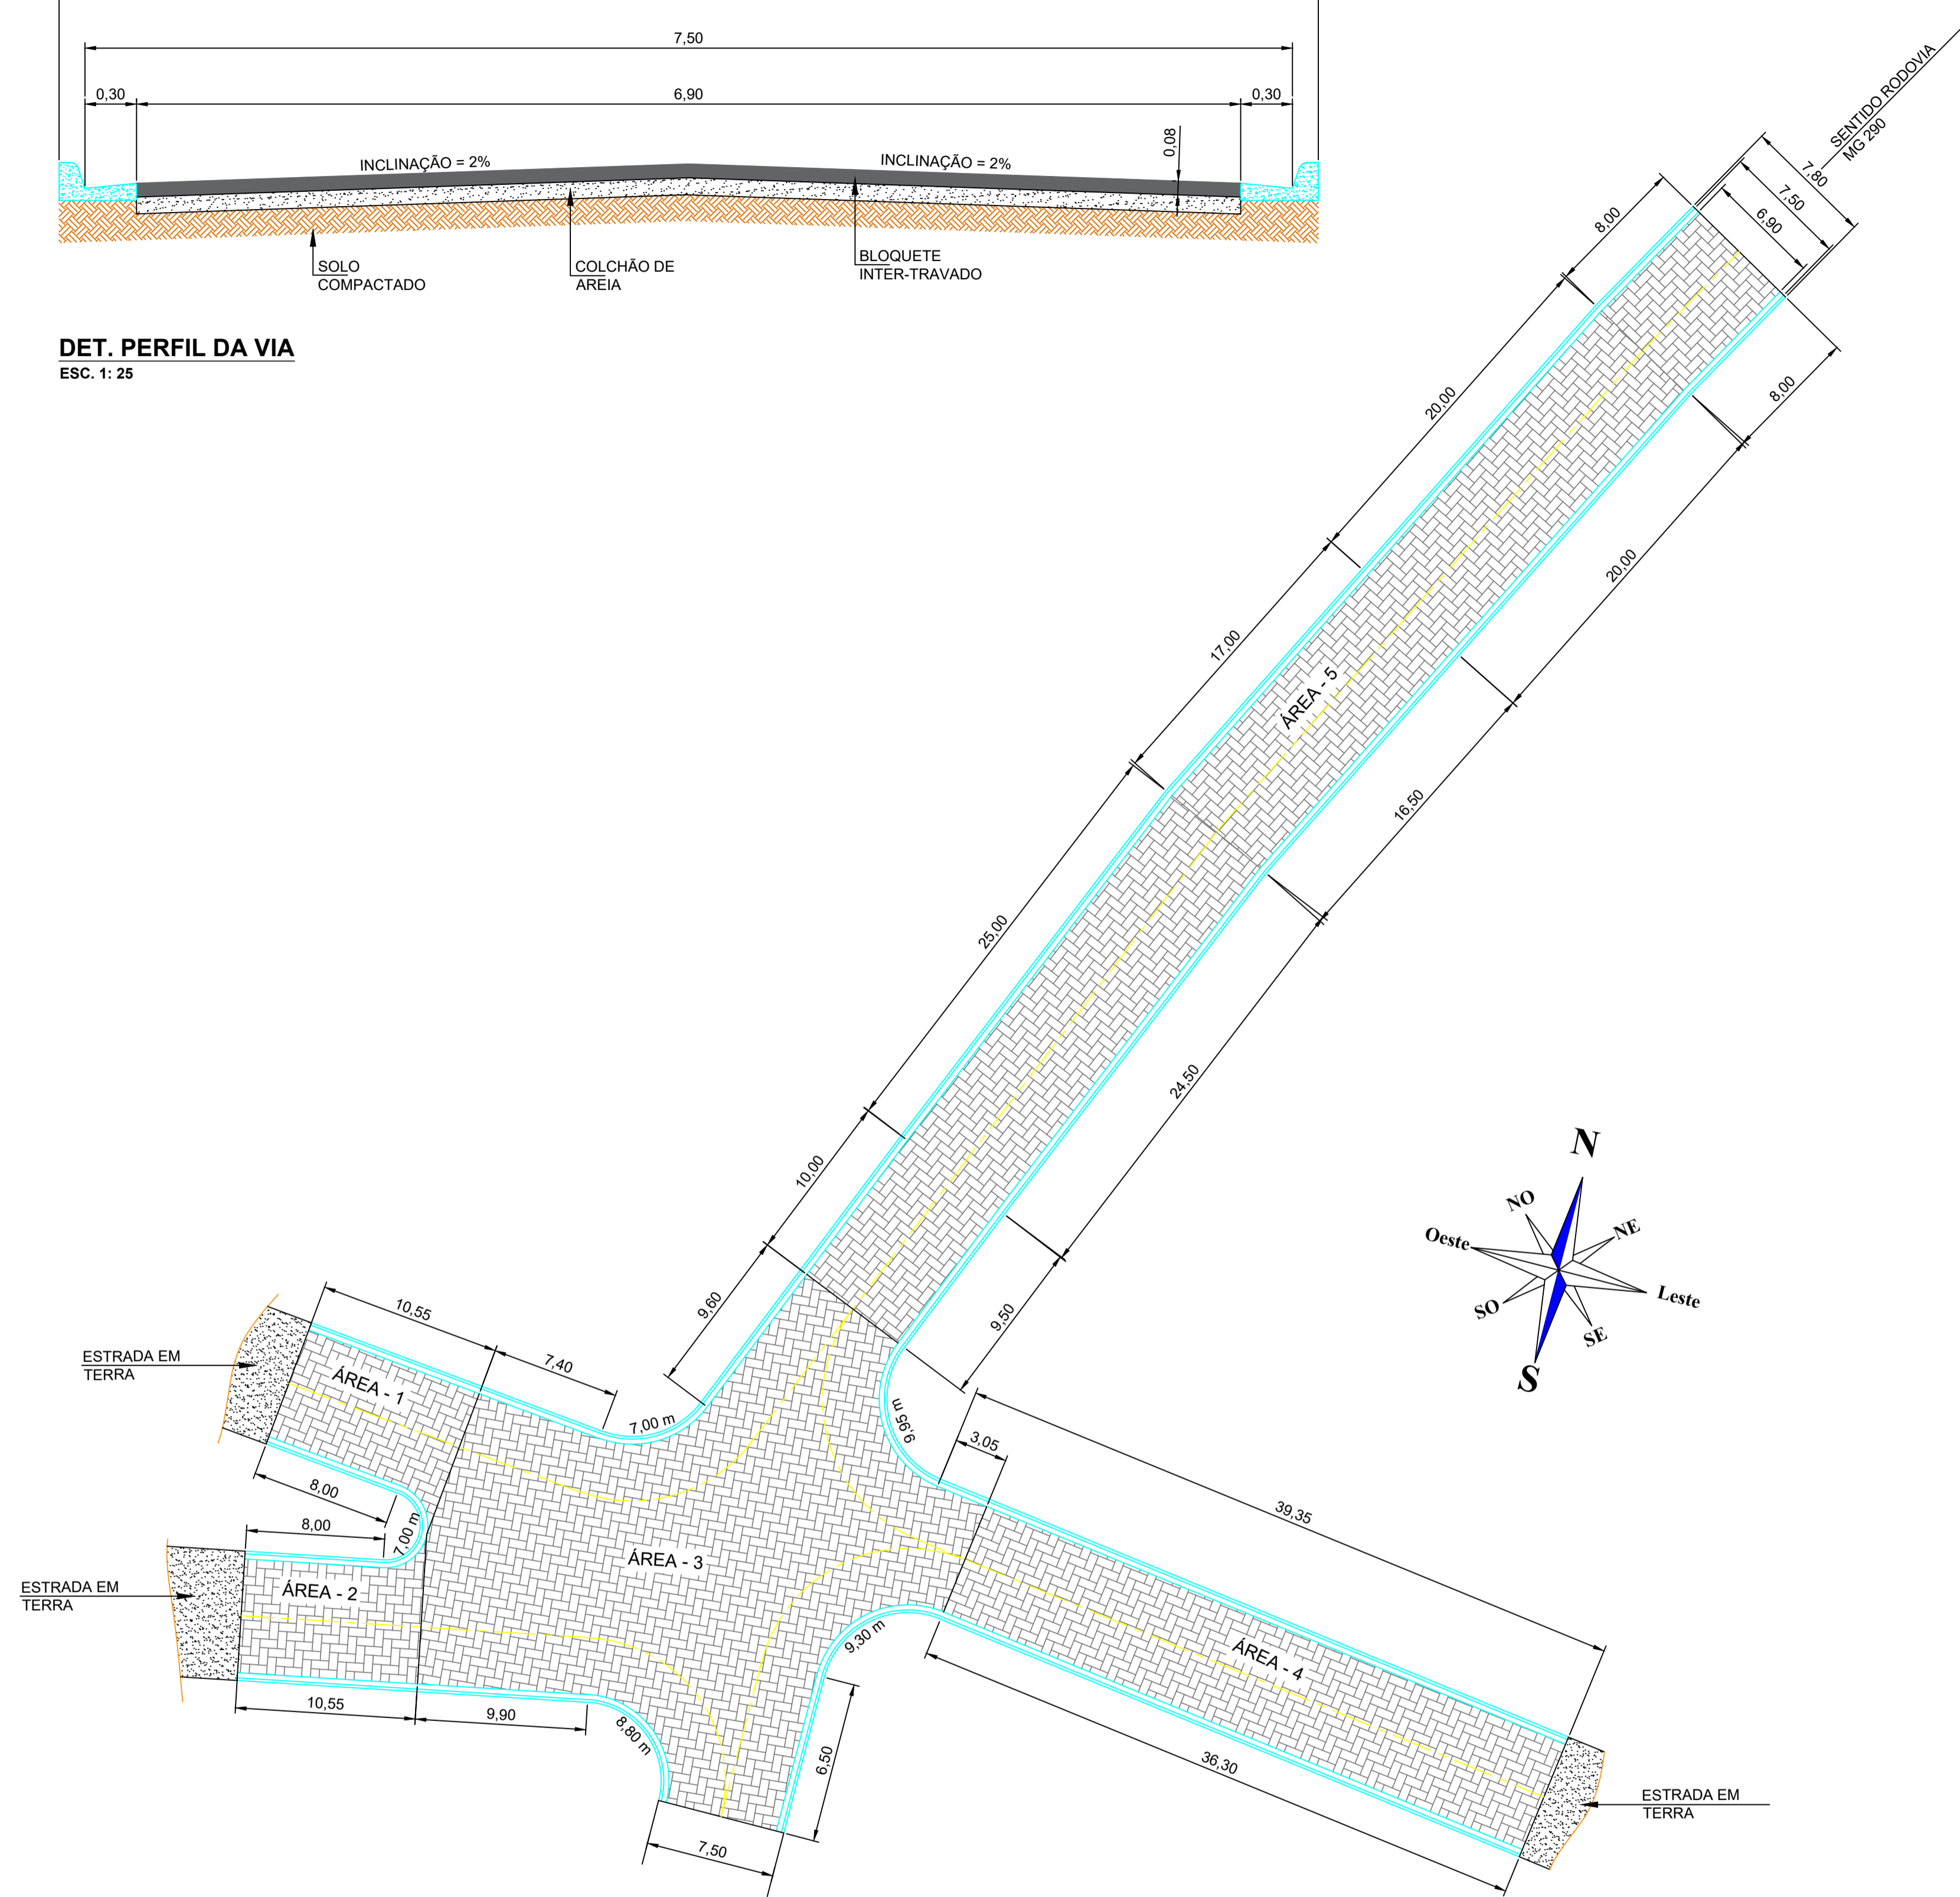 7,50
0,30
6,90
0,30
0,08
INCLINAÇÃO = 2%
INCLINAÇÃO = 2%
SOLO
COMPACTADO
COLCHÃO DE
AREIA
BLOQUETE
INTER-TRAVADO
DET. PERFIL DA VIA
ESC. 1: 25
SENTIDO RODOVIA
MG 290
7,80
7,50
6,90
8,00
8,00
20,00
20,00
17,00
ÁREA - 5
16,50
25,00
24,50
10,00
9,50
9,60
N
NO
NE
Oeste
Leste
SO
SE
S
10,55
7,40
ESTRADA EM
TERRA
ÁREA - 1
7,00 m
9,95 m
3,05
39,35
8,00
8,00
7,00 m
ÁREA - 3
ESTRADA EM
TERRA
ÁREA - 2
9,30 m
ÁREA - 4
10,55
9,90
8,80 m
6,50
36,30
7,50
ESTRADA EM
TERRA